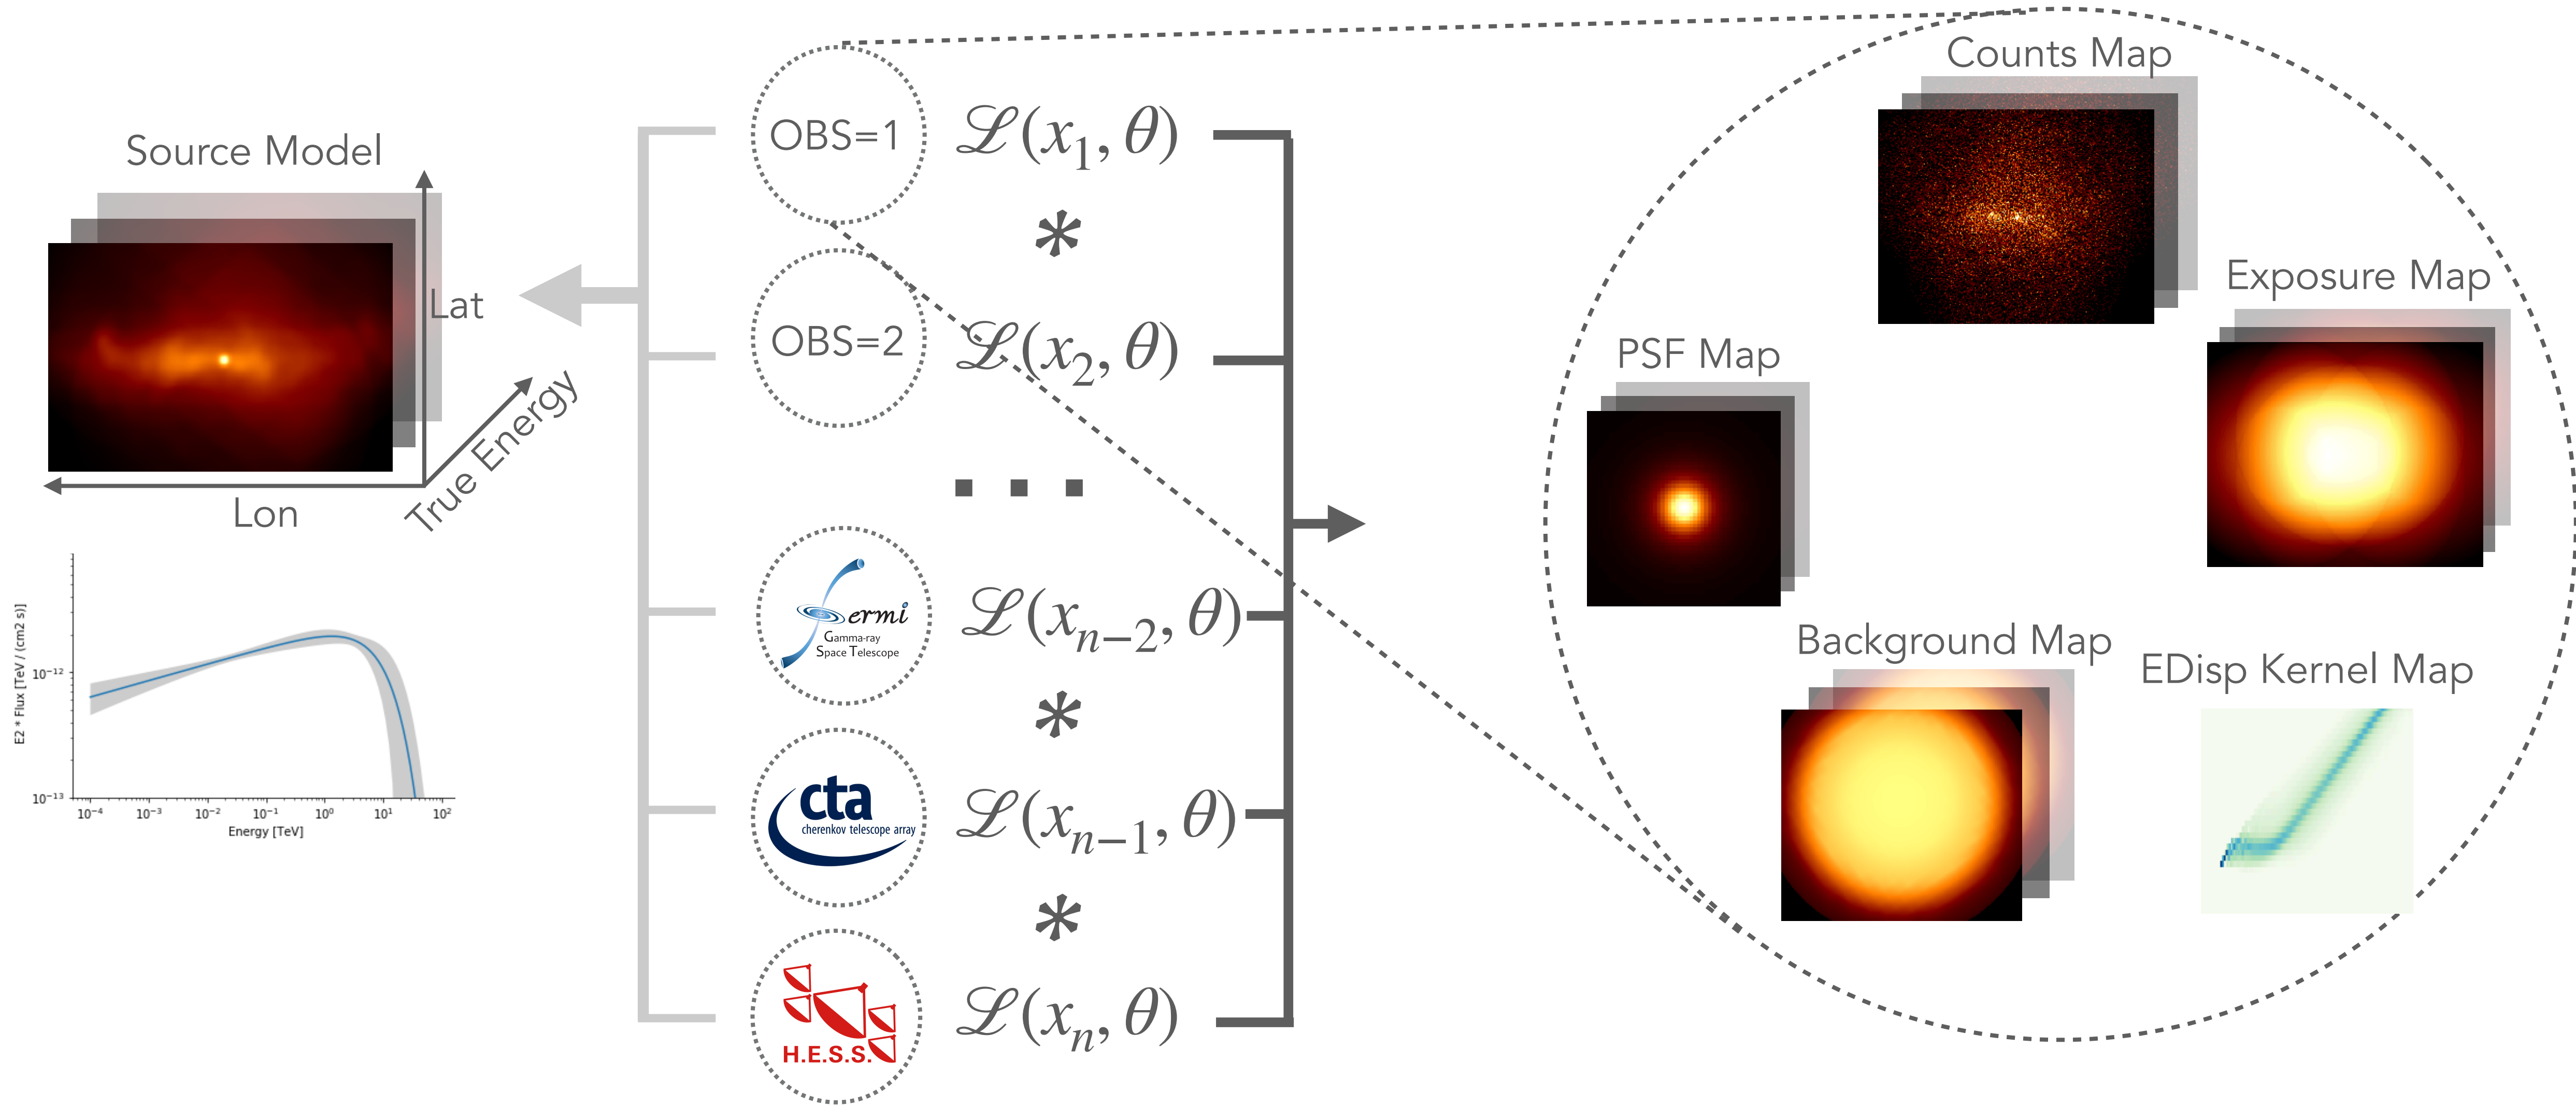 Source Model
Lat
Lon
True Energy
E2 * Flux [TeV / (cm2 s)]
10⁻¹²
10⁻¹³
10⁻⁴ 10⁻³ 10⁻² 10⁻¹ 10⁰ 10¹ 10²
Energy [TeV]
OBS=1 ℒ(x₁, θ)
*
OBS=2 ℒ(x₂, θ)
...
Fermi
Gamma-ray
Space Telescope
ℒ(xₙ₋₂, θ)
*
cta
cherenkov telescope array
ℒ(xₙ₋₁, θ)
*
H.E.S.S.
ℒ(xₙ, θ)
Counts Map
Exposure Map
PSF Map
Background Map
EDisp Kernel Map